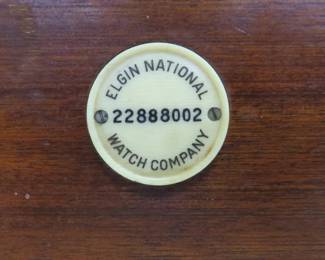 ELGIN NATIONAL
22888002
WATCH COMPANY